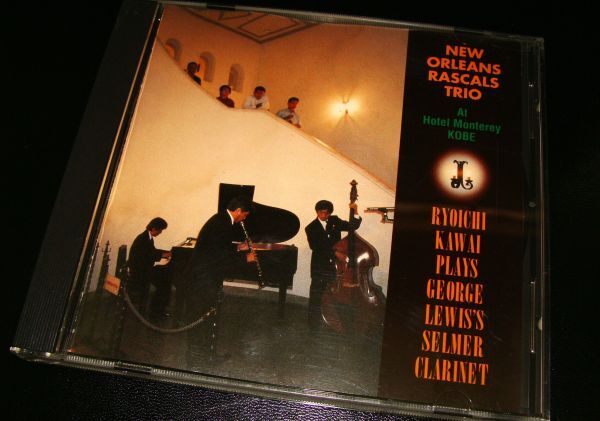 NEW
ORLEANS
RASCALS
TRIO
At
Hotel Monterey
KOBE
RYOICHI
KAWAI
PLAYS
GEORGE
LEWIS'S
SELMER
CLARINET